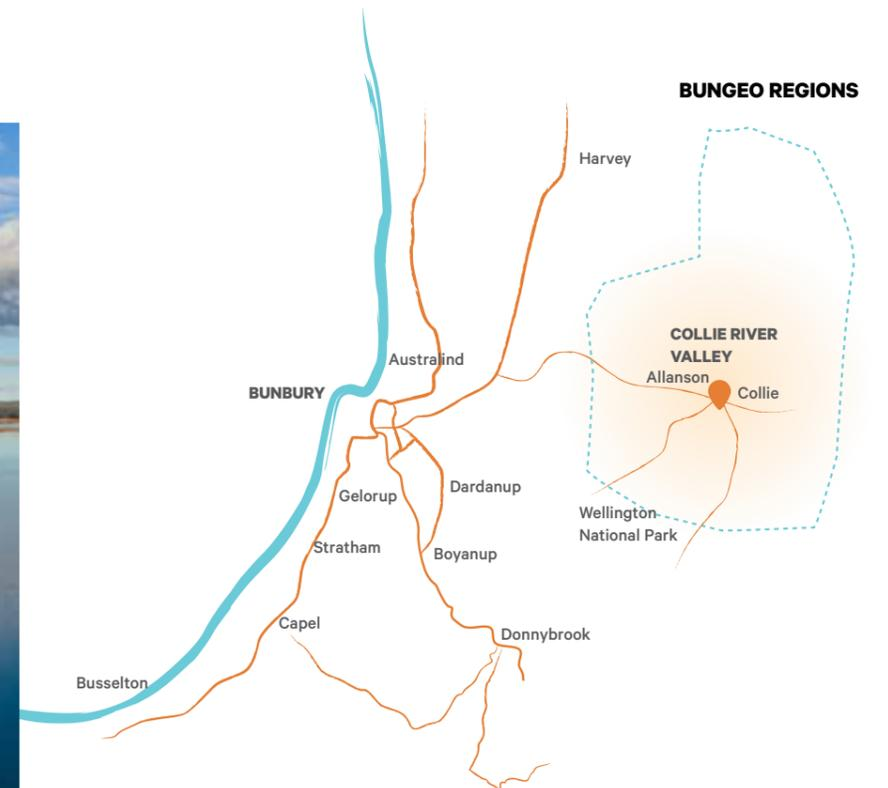 BUNGEO REGIONS
Harvey
COLLIE RIVER
VALLEY
Australind
Allanson
BUNBURY
Collie
Dardanup
Gelorup
Wellington
National Park
Stratham
Boyanup
Capel
Donnybrook
Busselton